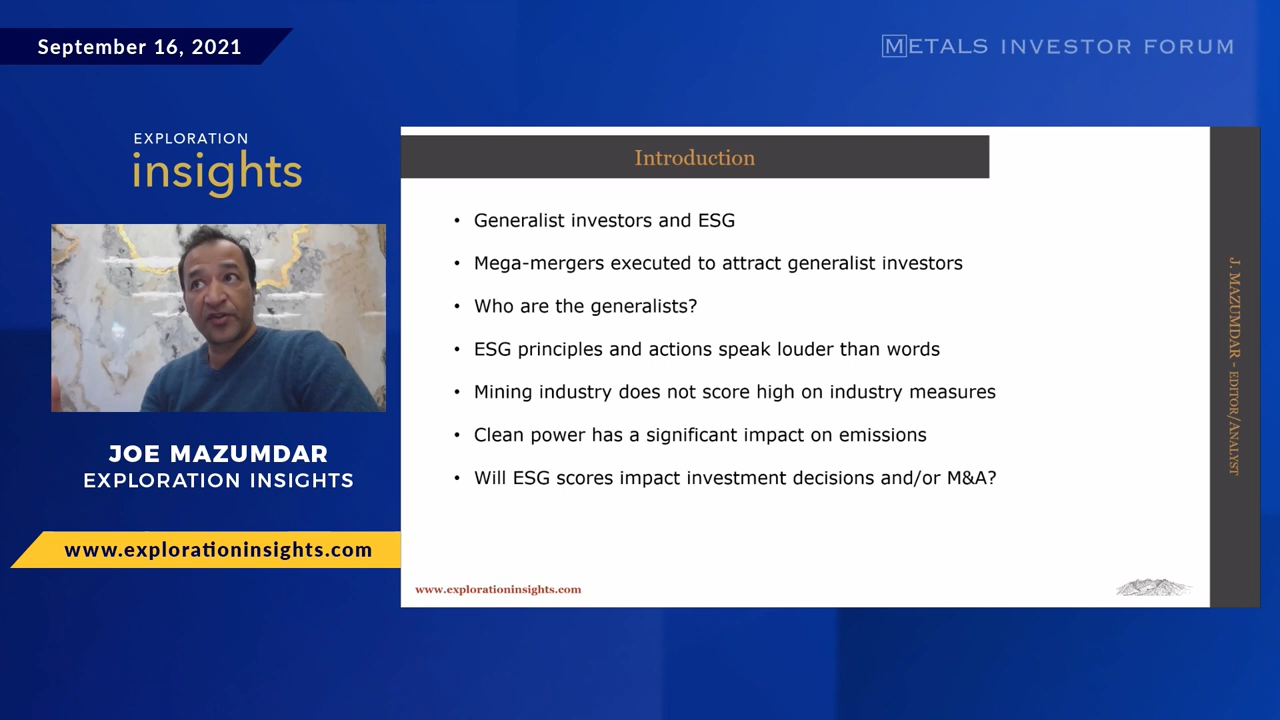 September 16, 2021
METALS INVESTOR FORUM
EXPLORATION
insights
JOE MAZUMDAR
EXPLORATION INSIGHTS
www.explorationinsights.com
Introduction
• Generalist investors and ESG
• Mega-mergers executed to attract generalist investors
• Who are the generalists?
• ESG principles and actions speak louder than words
• Mining industry does not score high on industry measures
• Clean power has a significant impact on emissions
• Will ESG scores impact investment decisions and/or M&A?
www.explorationinsights.com
J. MAZUMDAR - EDITOR/ANALYST